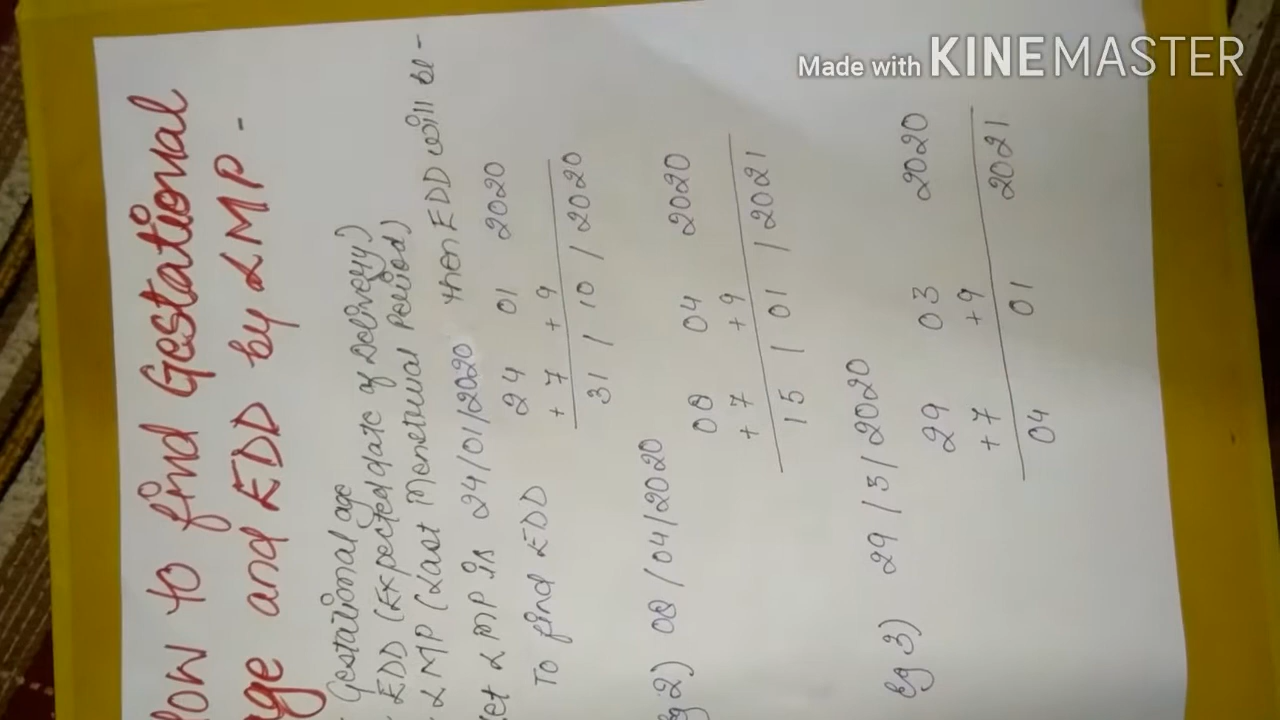 Made with KINEMASTER
How to find Gestational
age and EDD by LMP -
Gestational age
EDD (Expected date of Delivery)
LMP (Last Menstrual Period)
Let LMP is 24/01/2020 then EDD will be -
24 01 2020
To find EDD + 7 + 9
31 / 10 / 2020
Eg 2) 08/04/2020
08 04 2020
+ 7 + 9
15 / 01 / 2021
Eg 3) 29/3/2020
29 03 2020
+ 7 + 9
04 01 2021